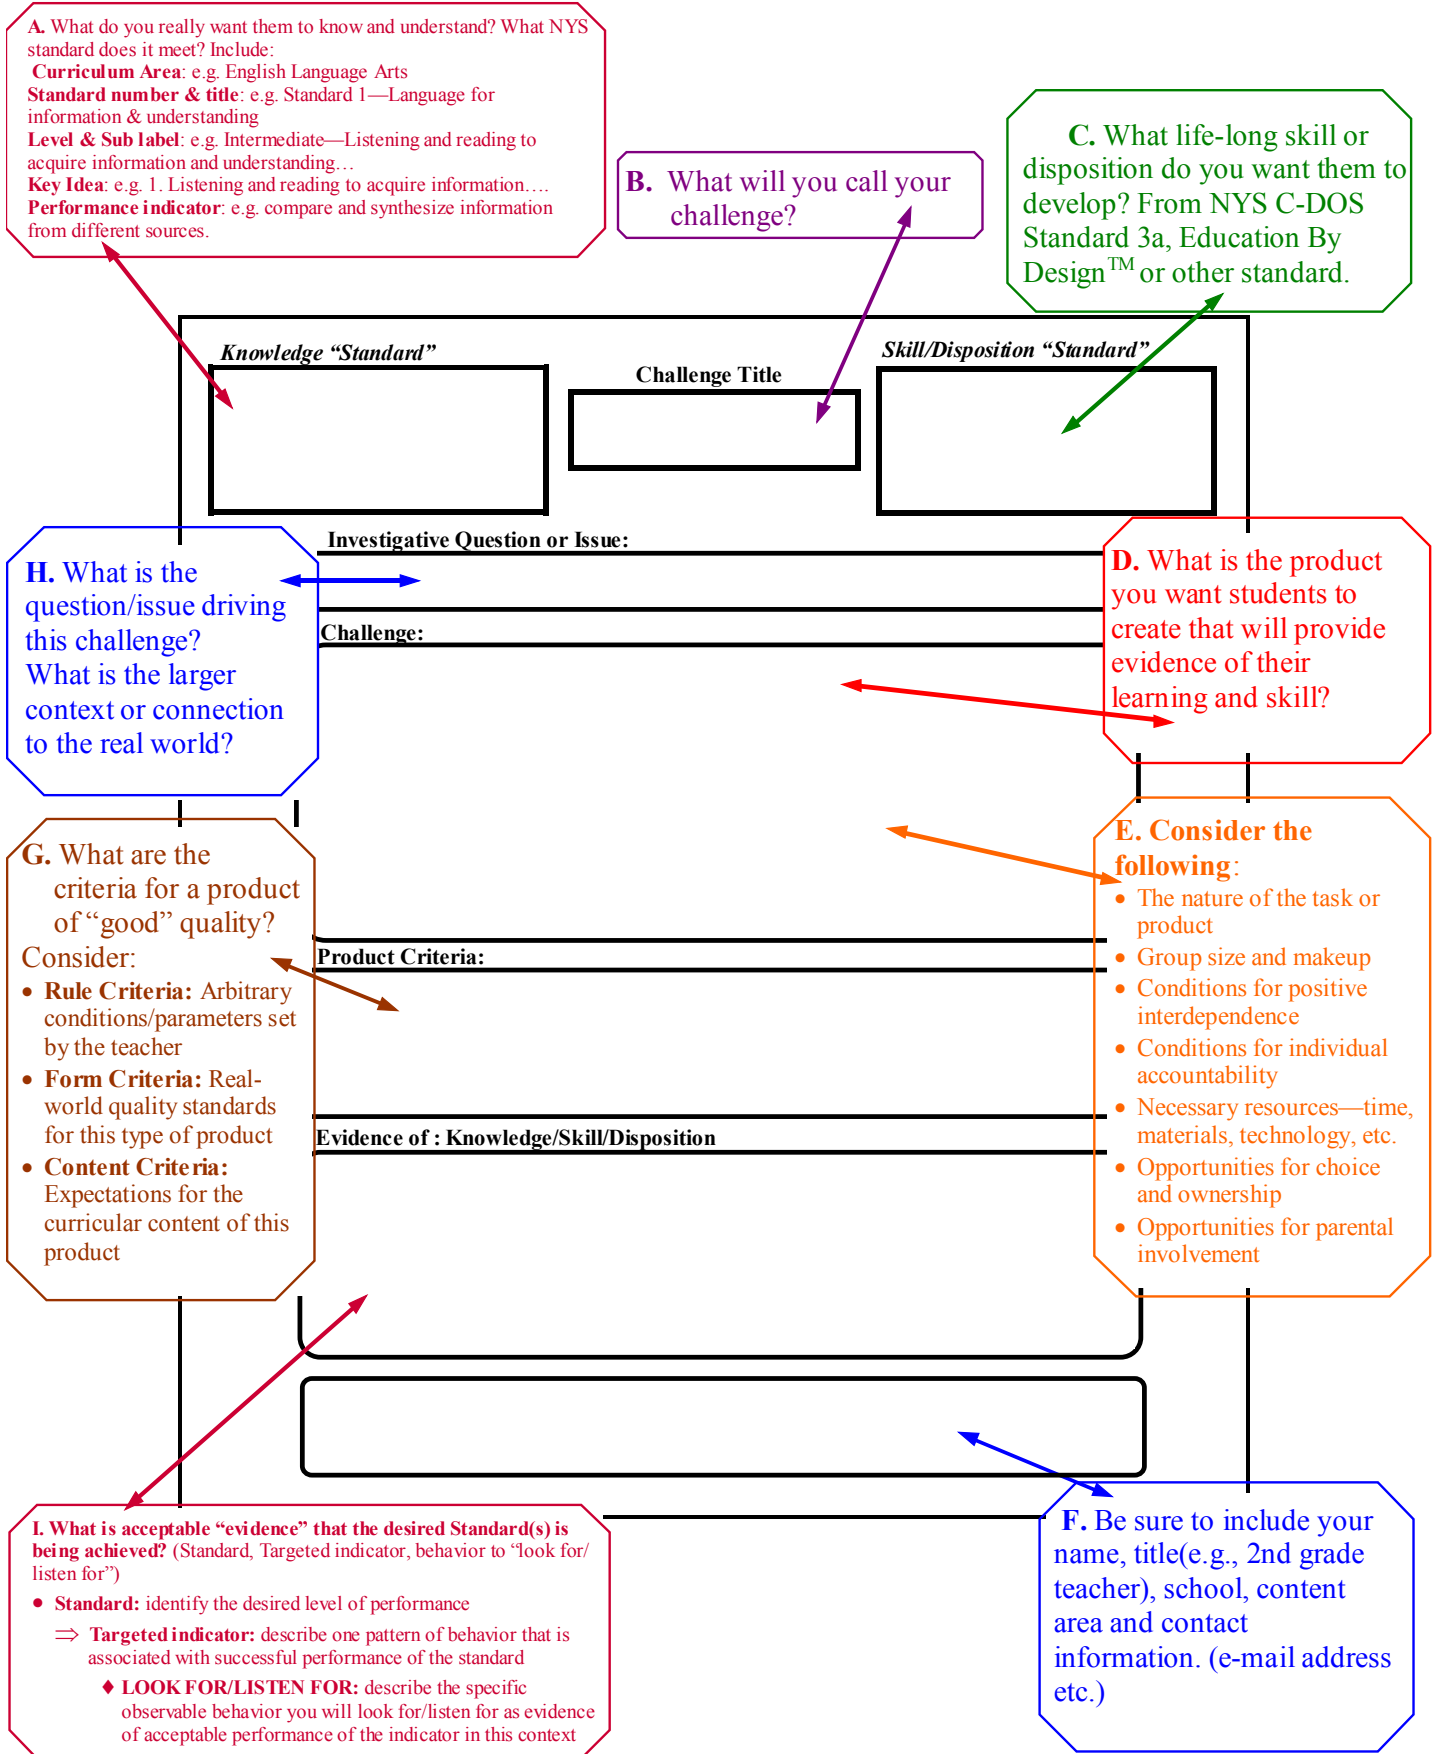 A. What do you really want them to know and understand? What NYS
standard does it meet? Include:
Curriculum Area: e.g. English Language Arts
Standard number & title: e.g. Standard 1—Language for
information & understanding
Level & Sub label: e.g. Intermediate—Listening and reading to
acquire information and understanding…
Key Idea: e.g. 1. Listening and reading to acquire information….
Performance indicator: e.g. compare and synthesize information
from different sources.
B. What will you call your
challenge?
C. What life-long skill or
disposition do you want them to
develop? From NYS C-DOS
Standard 3a, Education By
Design™ or other standard.
Knowledge “Standard”
Challenge Title
Skill/Disposition “Standard”
Investigative Question or Issue:
Challenge:
H. What is the
question/issue driving
this challenge?
What is the larger
context or connection
to the real world?
D. What is the product
you want students to
create that will provide
evidence of their
learning and skill?
G. What are the
criteria for a product
of “good” quality?
Consider:
• Rule Criteria: Arbitrary
conditions/parameters set
by the teacher
• Form Criteria: Real-
world quality standards
for this type of product
• Content Criteria:
Expectations for the
curricular content of this
product
Product Criteria:
Evidence of : Knowledge/Skill/Disposition
E. Consider the
following:
• The nature of the task or
product
• Group size and makeup
• Conditions for positive
interdependence
• Conditions for individual
accountability
• Necessary resources—time,
materials, technology, etc.
• Opportunities for choice
and ownership
• Opportunities for parental
involvement
I. What is acceptable “evidence” that the desired Standard(s) is
being achieved? (Standard, Targeted indicator, behavior to “look for/
listen for”)
• Standard: identify the desired level of performance
⇒ Targeted indicator: describe one pattern of behavior that is
associated with successful performance of the standard
♦ LOOK FOR/LISTEN FOR: describe the specific
observable behavior you will look for/listen for as evidence
of acceptable performance of the indicator in this context
F. Be sure to include your
name, title(e.g., 2nd grade
teacher), school, content
area and contact
information. (e-mail address
etc.)